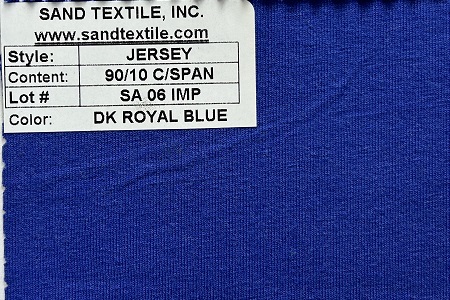 SAND TEXTILE, INC.
www.sandtextile.com
Style: JERSEY
Content: 90/10 C/SPAN
Lot # SA 06 IMP
Color: DK ROYAL BLUE